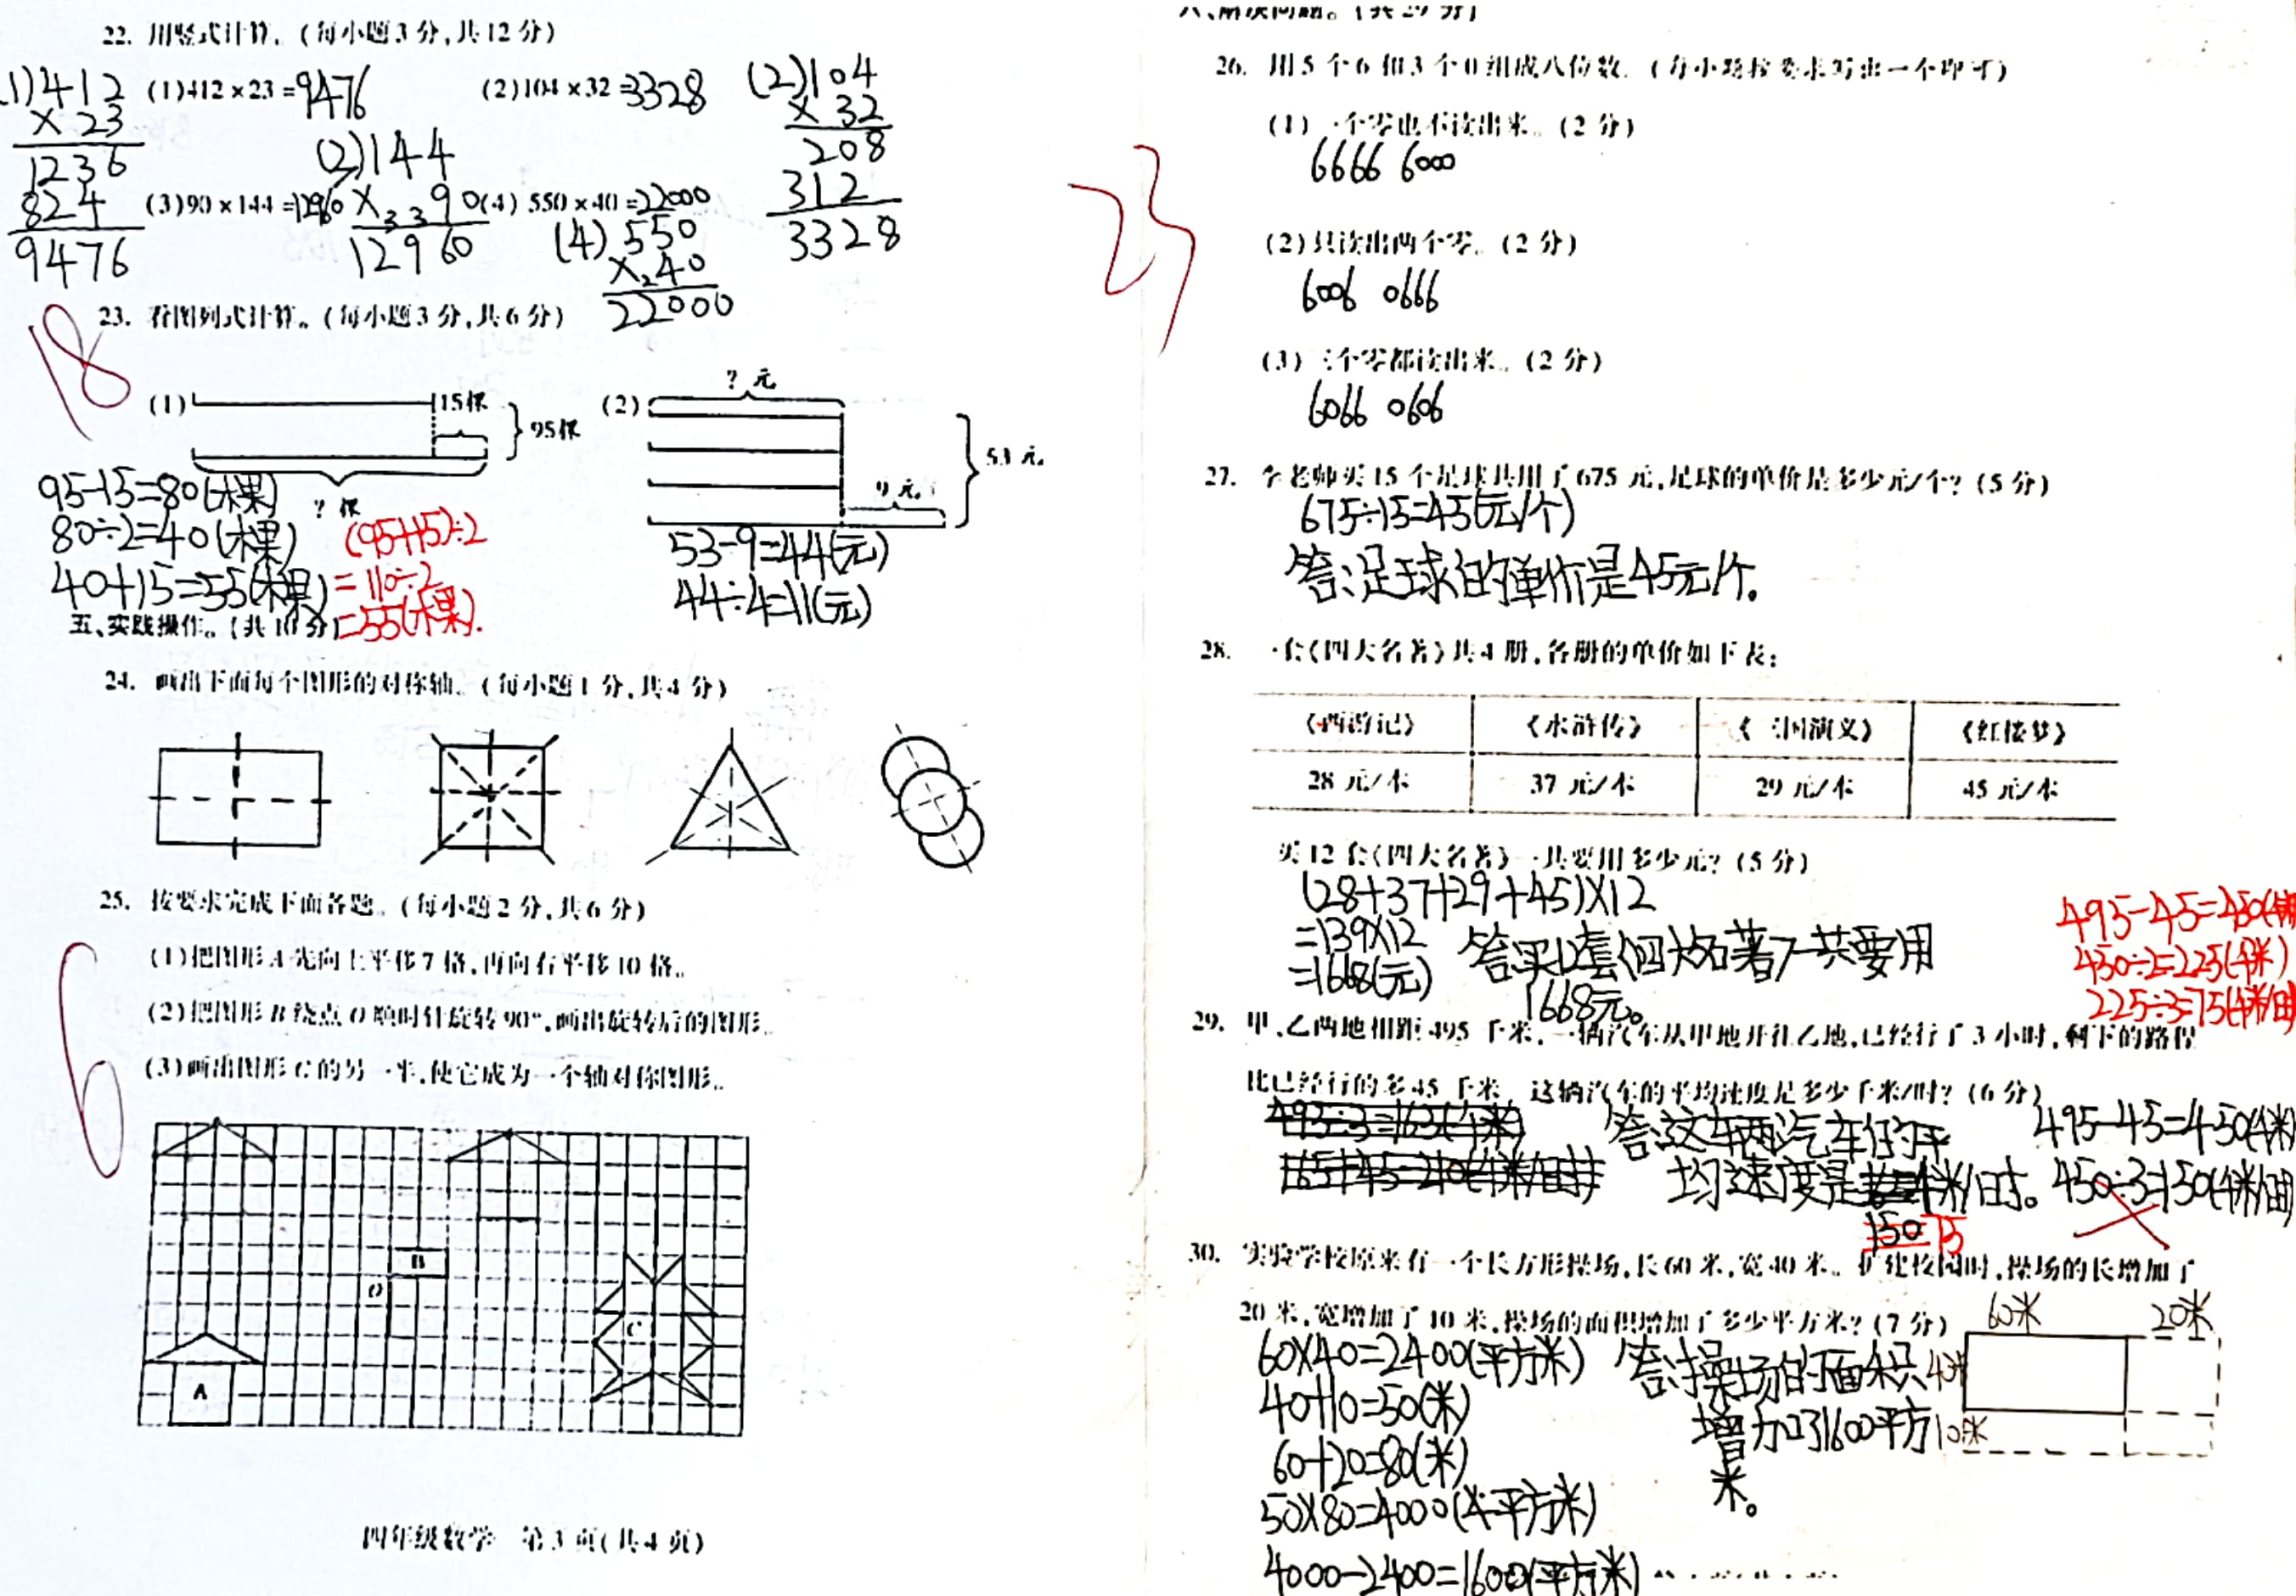 22. 用竖式计算。(每小题3分,共12分)
(1)412×23=9476
(2)104×32=3328
1)412
×23
1236
824
9476
(2)104
×32
208
312
3328
(3)90×144=12960
(2)144
×90
33
12960
(4) 550×40=22000
(4) 550
×40
2
22000
18
23. 看图列式计算。(每小题3分,共6分)
(1)
15棵
95棵
?棵
95-15=80(棵)
80÷2=40(棵)
40+15=55(棵)
(95+15)÷2
=110÷2
=55(棵).
(2)
?元
53元
9元
53-9=44(元)
44÷4=11(元)
五、实践操作。(共10分)
24. 画出下面每个图形的对称轴。(每小题1分,共4分)
25. 按要求完成下面各题。(每小题2分,共6分)
(1)把图形A先向上平移7格,再向右平移10格。
(2)把图形B绕点O顺时针旋转90°,画出旋转后的图形。
(3)画出图形C的另一半,使它成为一个轴对称图形。
6
B
O
C
A
四年级数学 第3页(共4页)
六、解决问题。(共29分)
23
26. 用5个6和3个0组成八位数。(每小题按要求写出一个即可)
(1)一个零也不读出来。(2分)
6666 6000
(2)只读出两个零。(2分)
6006 0666
(3)三个零都读出来。(2分)
6066 0606
27. 李老师买15个足球共用了675元,足球的单价是多少元/个?(5分)
675÷15=45(元/个)
答:足球的单价是45元/个。
28. 一套《四大名著》共4册,各册的单价如下表:
《西游记》 《水浒传》 《三国演义》 《红楼梦》
28元/本 37元/本 29元/本 45元/本
买12套《四大名著》一共要用多少元?(5分)
(28+37+29+45)×12
=139×12
=1668(元)
答:买12套《四大名著》一共要用
1668元。
495-45=450(千米)
450÷2=225(千米)
225÷3=75(千米/时)
29. 甲、乙两地相距495千米,一辆汽车从甲地开往乙地,已经行了3小时,剩下的路程
比已经行的多45千米。这辆汽车的平均速度是多少千米/时?(6分)
495÷3=165(千米)
165+45=210(千米/时)
答:这车辆汽车的平
均速度是千米/时。
150 75
495-45=450(千米)
450÷3=150(千米/时)
30. 实验学校原来有一个长方形操场,长60米,宽40米。扩建校园时,操场的长增加了
20米,宽增加了10米,操场的面积增加了多少平方米?(7分)
60×40=2400(平方米)
40+10=50(米)
60+20=80(米)
50×80=4000(平方米)
4000-2400=1600(平方米)
答:操场的面积
增加了1600平方
米。
60米 20米
40米
10米